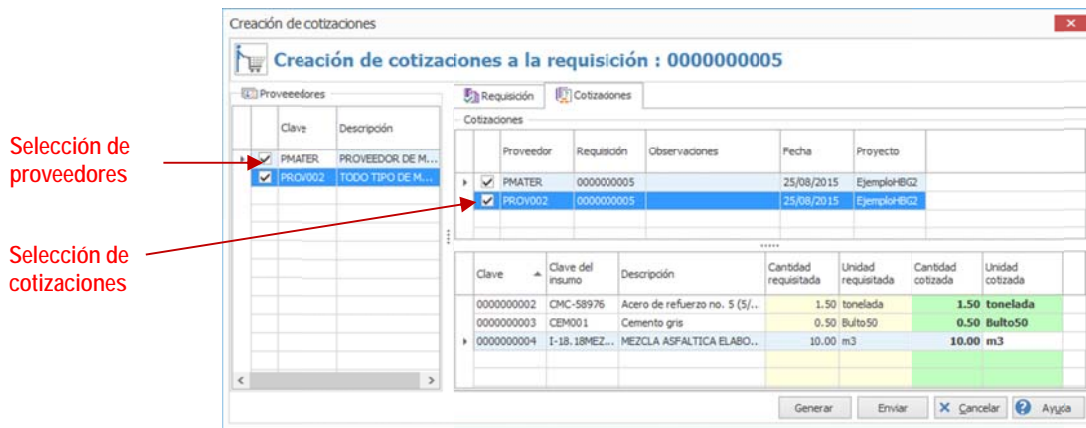 Creación de cotizaciones
Creación de cotizaciones a la requisición : 0000000005
Proveedores
Clave Descripción
PMATER PROVEEDOR DE M...
PROV002 TODO TIPO DE M...
Selección de
proveedores
Selección de
cotizaciones
Requisición Cotizaciones
Cotizaciones
Proveedor Requisición Observaciones Fecha Proyecto
PMATER 0000000005 25/08/2015 EjemploHBG2
PROV002 0000000005 25/08/2015 EjemploHBG2
Clave Clave del insumo Descripción Cantidad requisitada Unidad requisitada Cantidad cotizada Unidad cotizada
0000000002 CMC-58976 Acero de refuerzo no. 5 (5/... 1.50 tonelada 1.50 tonelada
0000000003 CEM001 Cemento gris 0.50 Bulto50 0.50 Bulto50
0000000004 I-18.18MEZ... MEZCLA ASFALTICA ELABO... 10.00 m3 10.00 m3
Generar Enviar Cancelar Ayuda